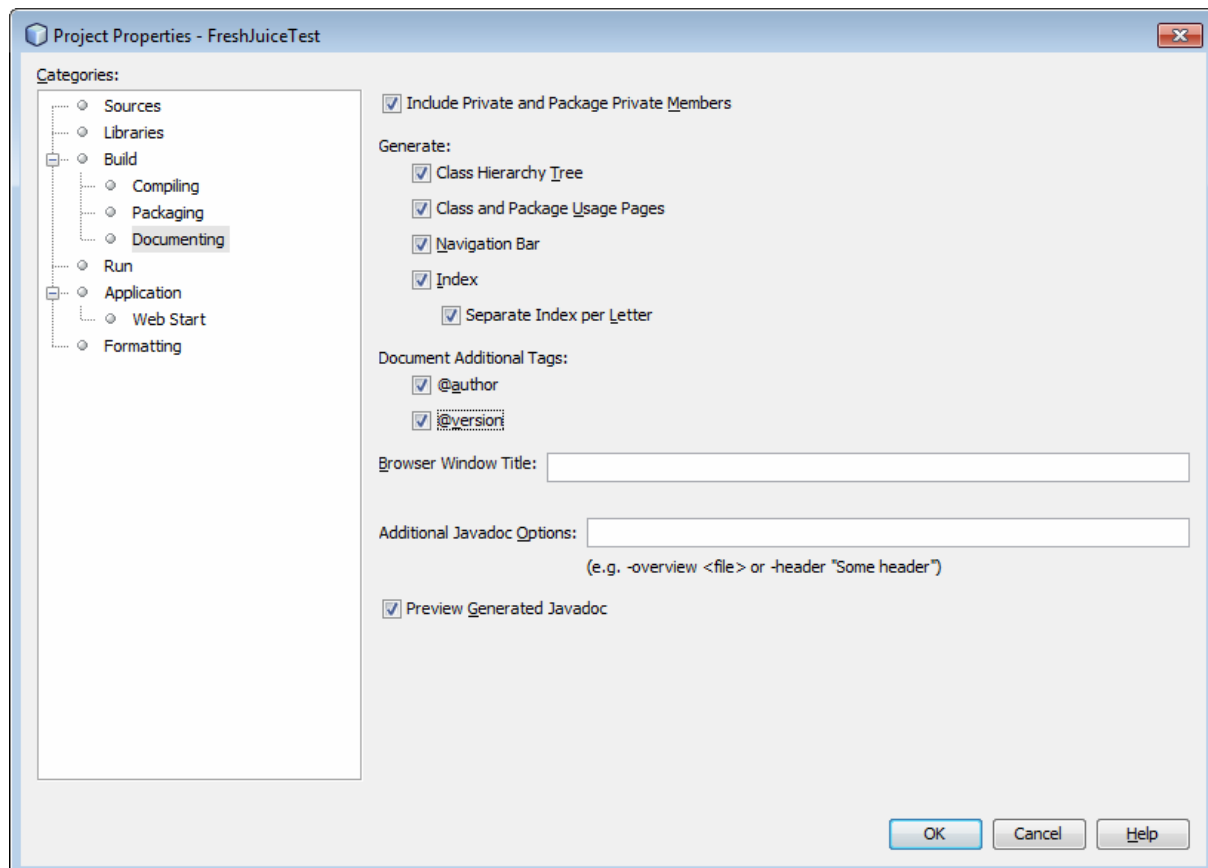 Project Properties - FreshJuiceTest
Categories:
Sources
Libraries
Build
Compiling
Packaging
Documenting
Run
Application
Web Start
Formatting
Include Private and Package Private Members
Generate:
Class Hierarchy Tree
Class and Package Usage Pages
Navigation Bar
Index
Separate Index per Letter
Document Additional Tags:
@author
@version
Browser Window Title:
Additional Javadoc Options:
(e.g. -overview <file> or -header "Some header")
Preview Generated Javadoc
OK Cancel Help